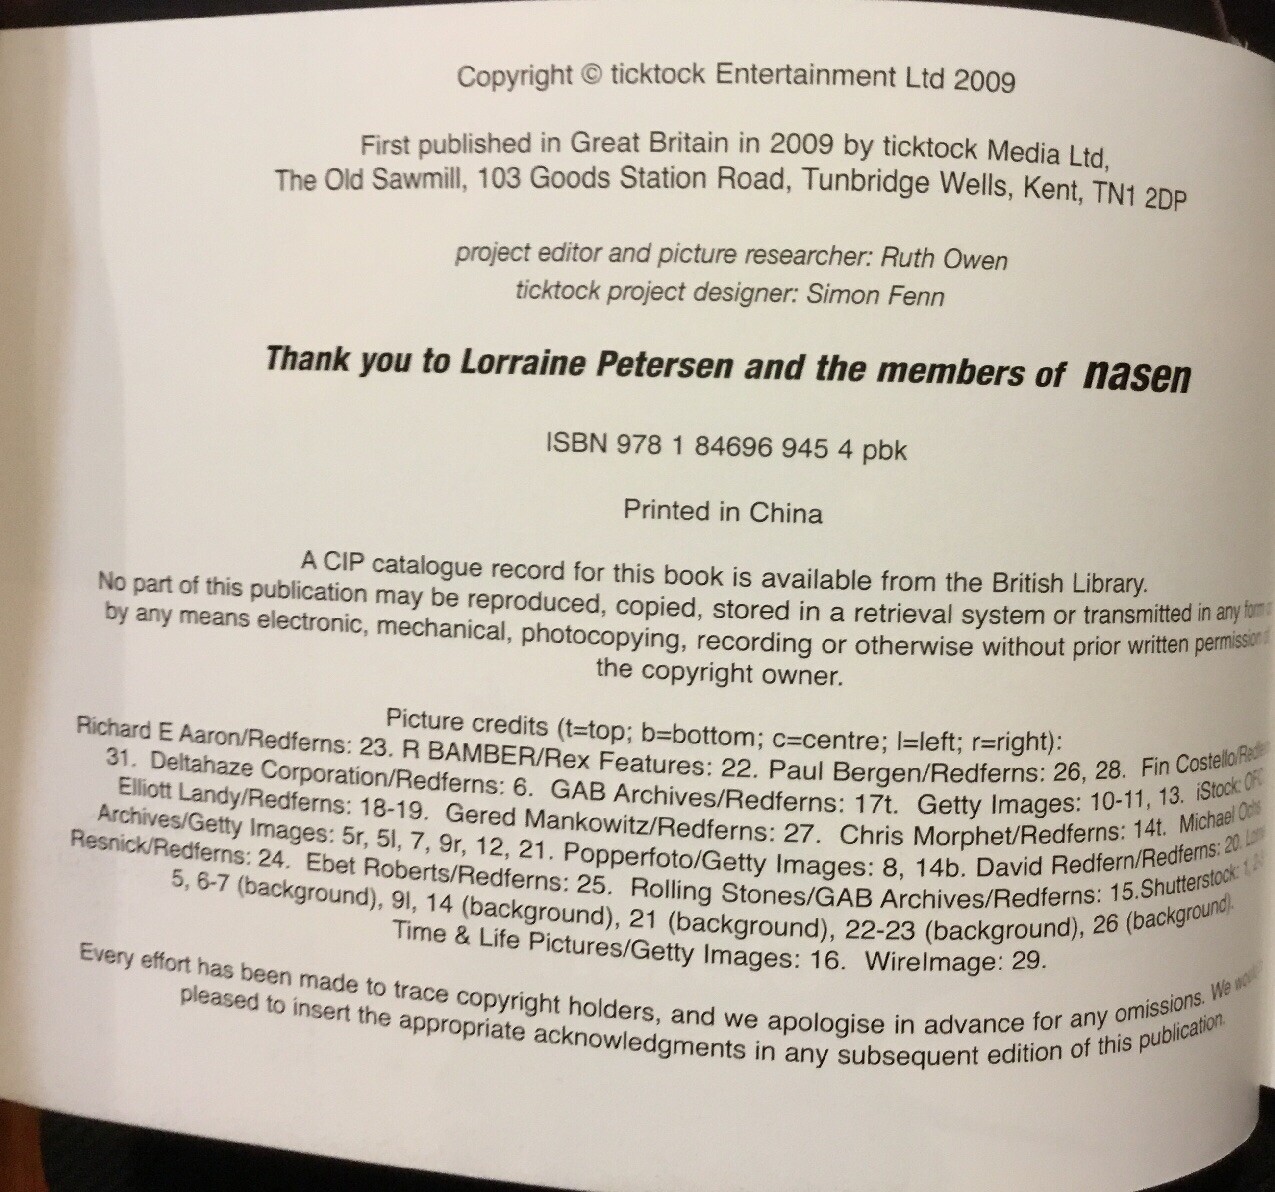 Copyright © ticktock Entertainment Ltd 2009
First published in Great Britain in 2009 by ticktock Media Ltd,
The Old Sawmill, 103 Goods Station Road, Tunbridge Wells, Kent, TN1 2DP
project editor and picture researcher: Ruth Owen
ticktock project designer: Simon Fenn
Thank you to Lorraine Petersen and the members of nasen
ISBN 978 1 84696 945 4 pbk
Printed in China
A CIP catalogue record for this book is available from the British Library.
No part of this publication may be reproduced, copied, stored in a retrieval system or transmitted in any form
by any means electronic, mechanical, photocopying, recording or otherwise without prior written permission
the copyright owner.
Picture credits (t=top; b=bottom; c=centre; l=left; r=right):
Richard E Aaron/Redferns: 23. R BAMBER/Rex Features: 22. Paul Bergen/Redferns: 26, 28. Fin Costello/
31. Deltahaze Corporation/Redferns: 6. GAB Archives/Redferns: 17t. Getty Images: 10-11, 13. iStock:
Elliott Landy/Redferns: 18-19. Gered Mankowitz/Redferns: 27. Chris Morphet/Redferns: 14t. Michael
Archives/Getty Images: 5r, 5l, 7, 9r, 12, 21. Popperfoto/Getty Images: 8, 14b. David Redfern/Redferns: 20.
Resnick/Redferns: 24. Ebet Roberts/Redferns: 25. Rolling Stones/GAB Archives/Redferns: 15.Shutterstock:
5, 6-7 (background), 9l, 14 (background), 21 (background), 22-23 (background), 26 (background).
Time & Life Pictures/Getty Images: 16. WireImage: 29.
Every effort has been made to trace copyright holders, and we apologise in advance for any omissions. We
pleased to insert the appropriate acknowledgments in any subsequent edition of this publication.